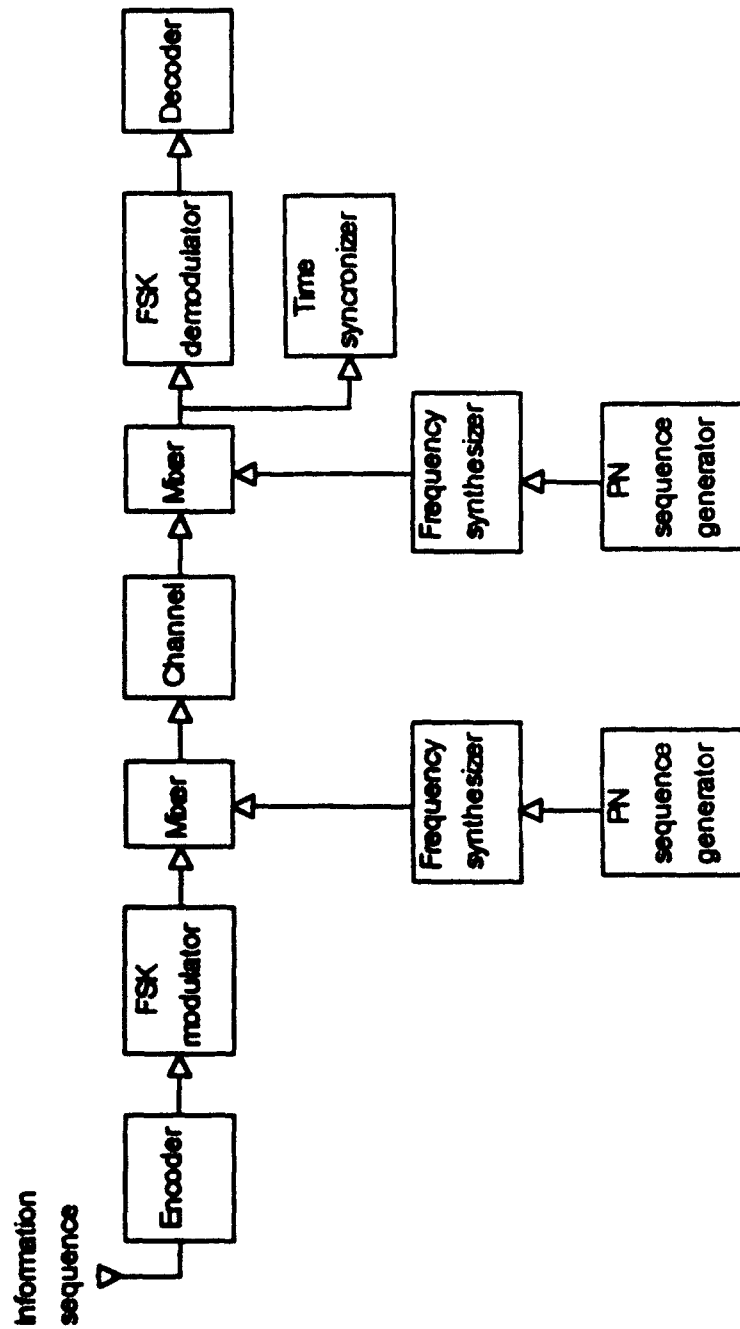 Information
sequence
Encoder
FSK
modulator
Mixer
Channel
Mixer
FSK
demodulator
Decoder
Time
syncronizer
Frequency
synthesizer
Frequency
synthesizer
PN
sequence
generator
PN
sequence
generator